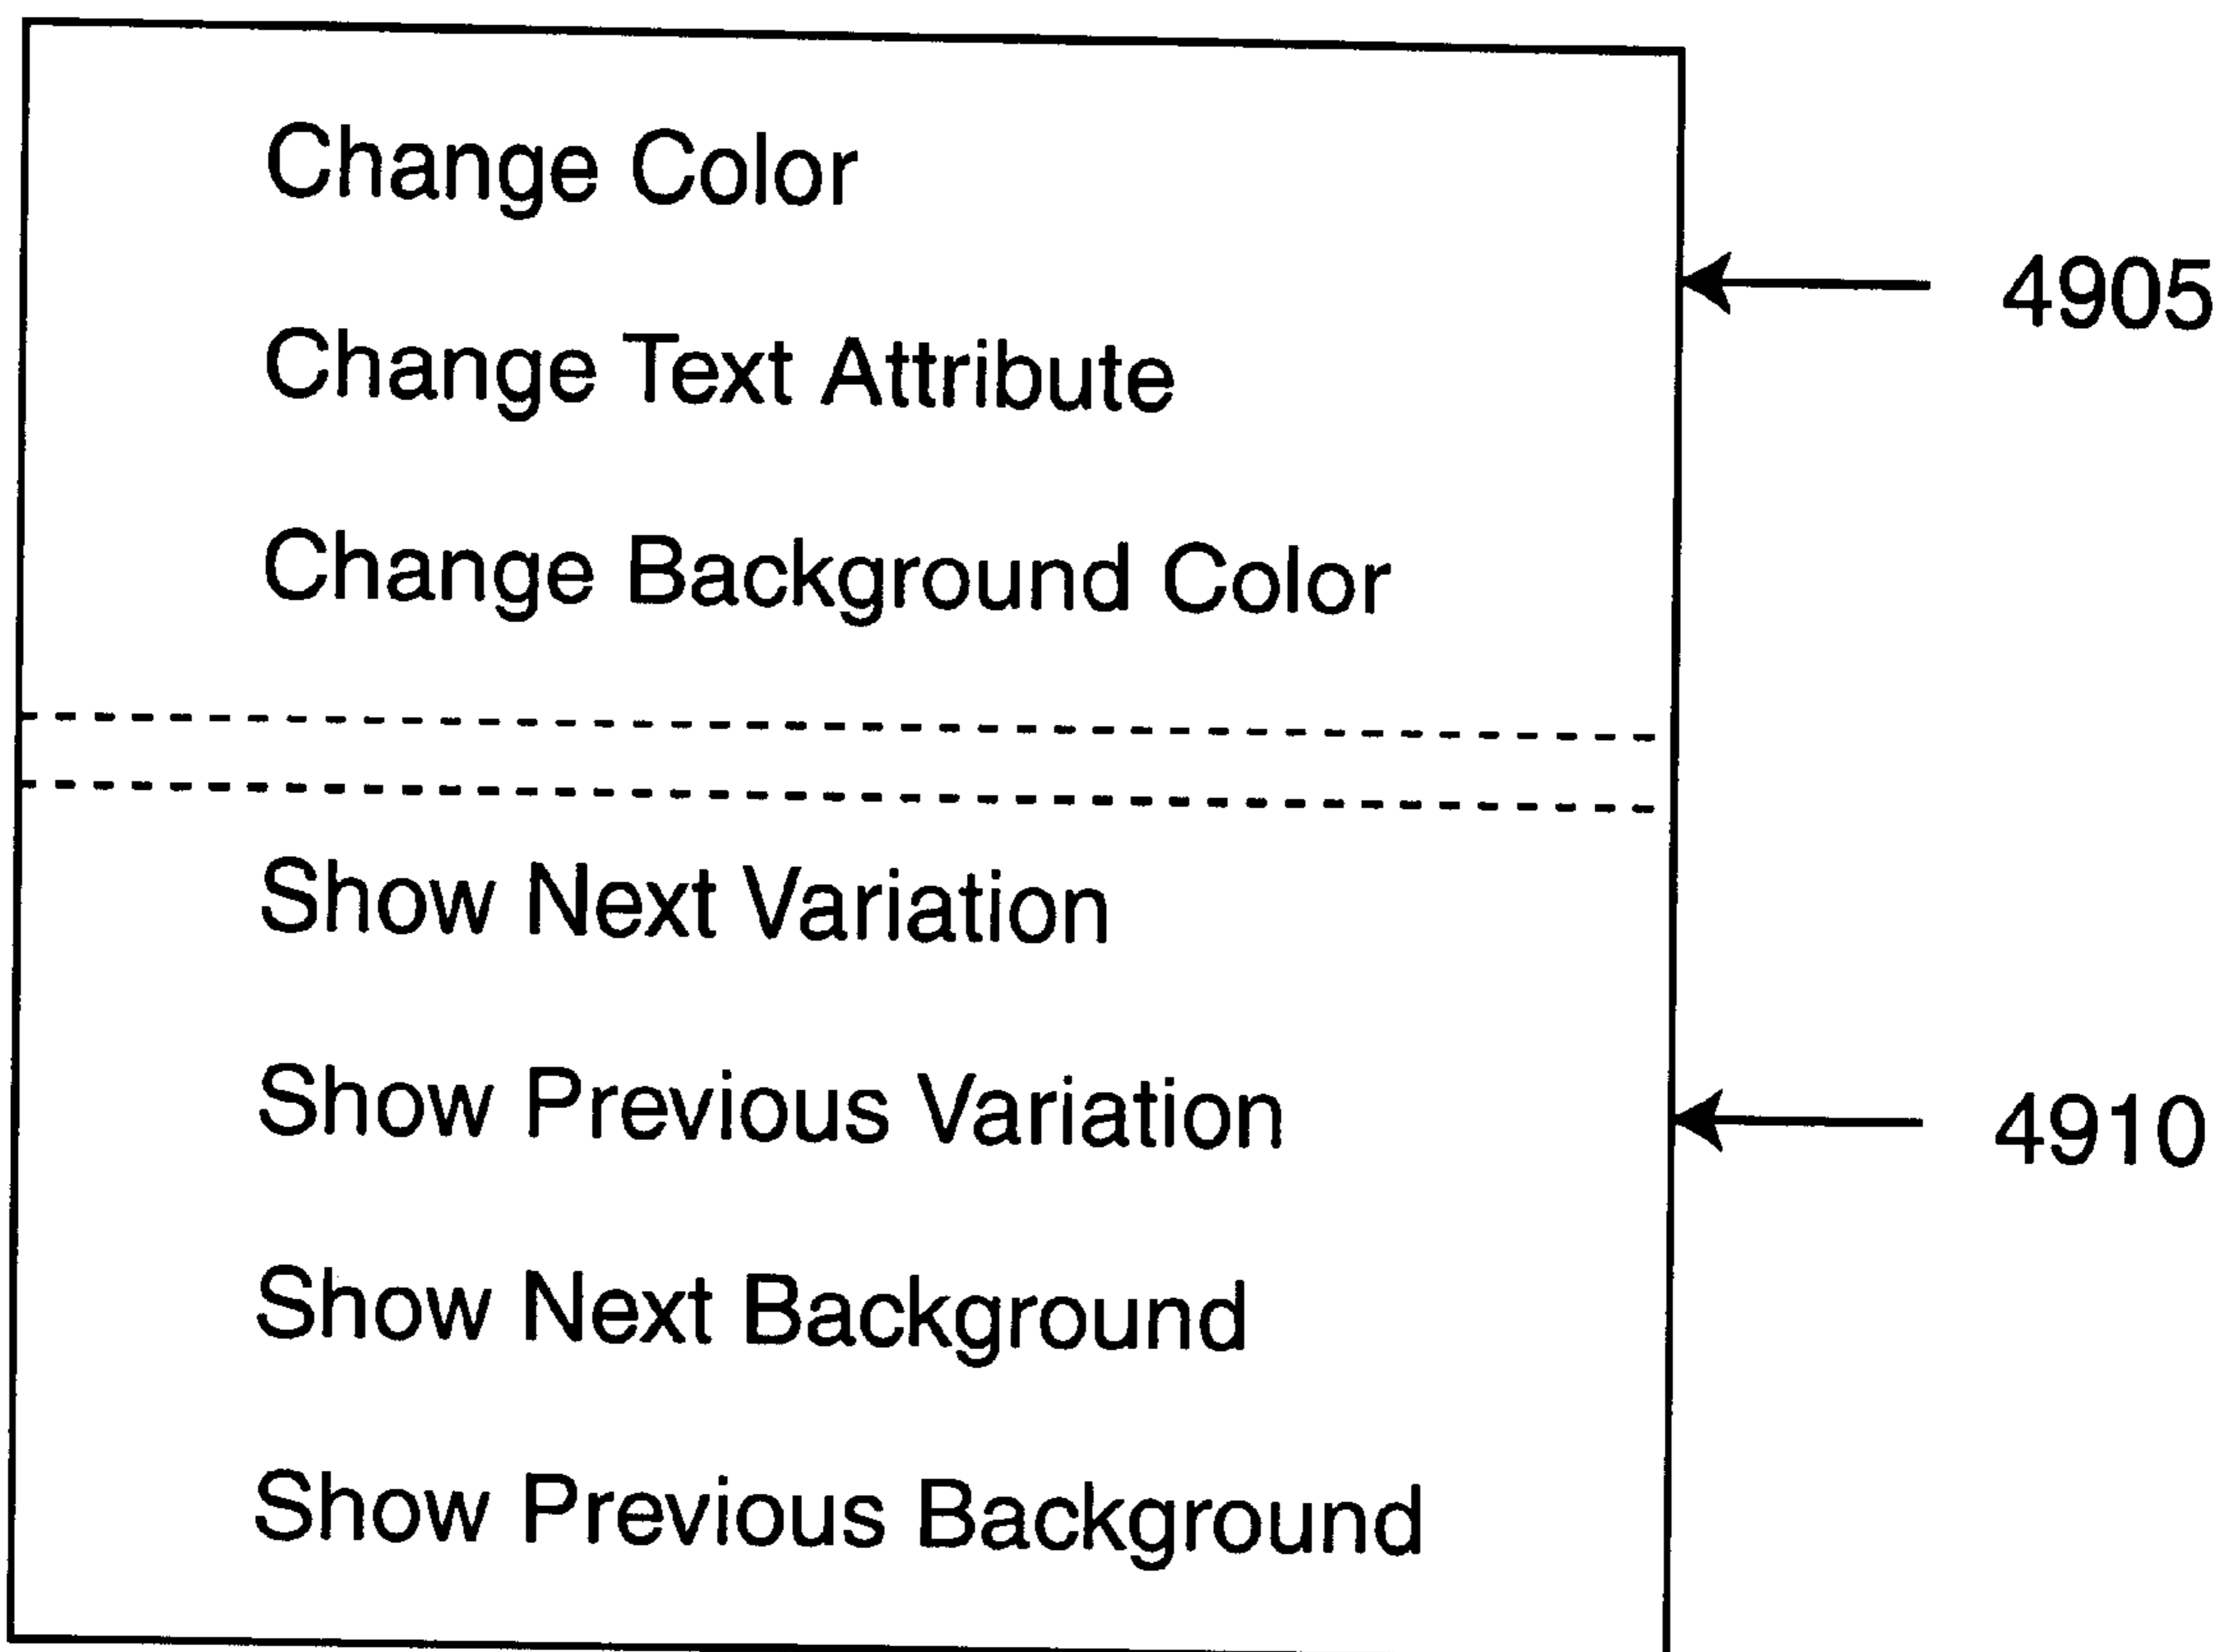 Change Color
4905
Change Text Attribute
Change Background Color
Show Next Variation
Show Previous Variation
4910
Show Next Background
Show Previous Background